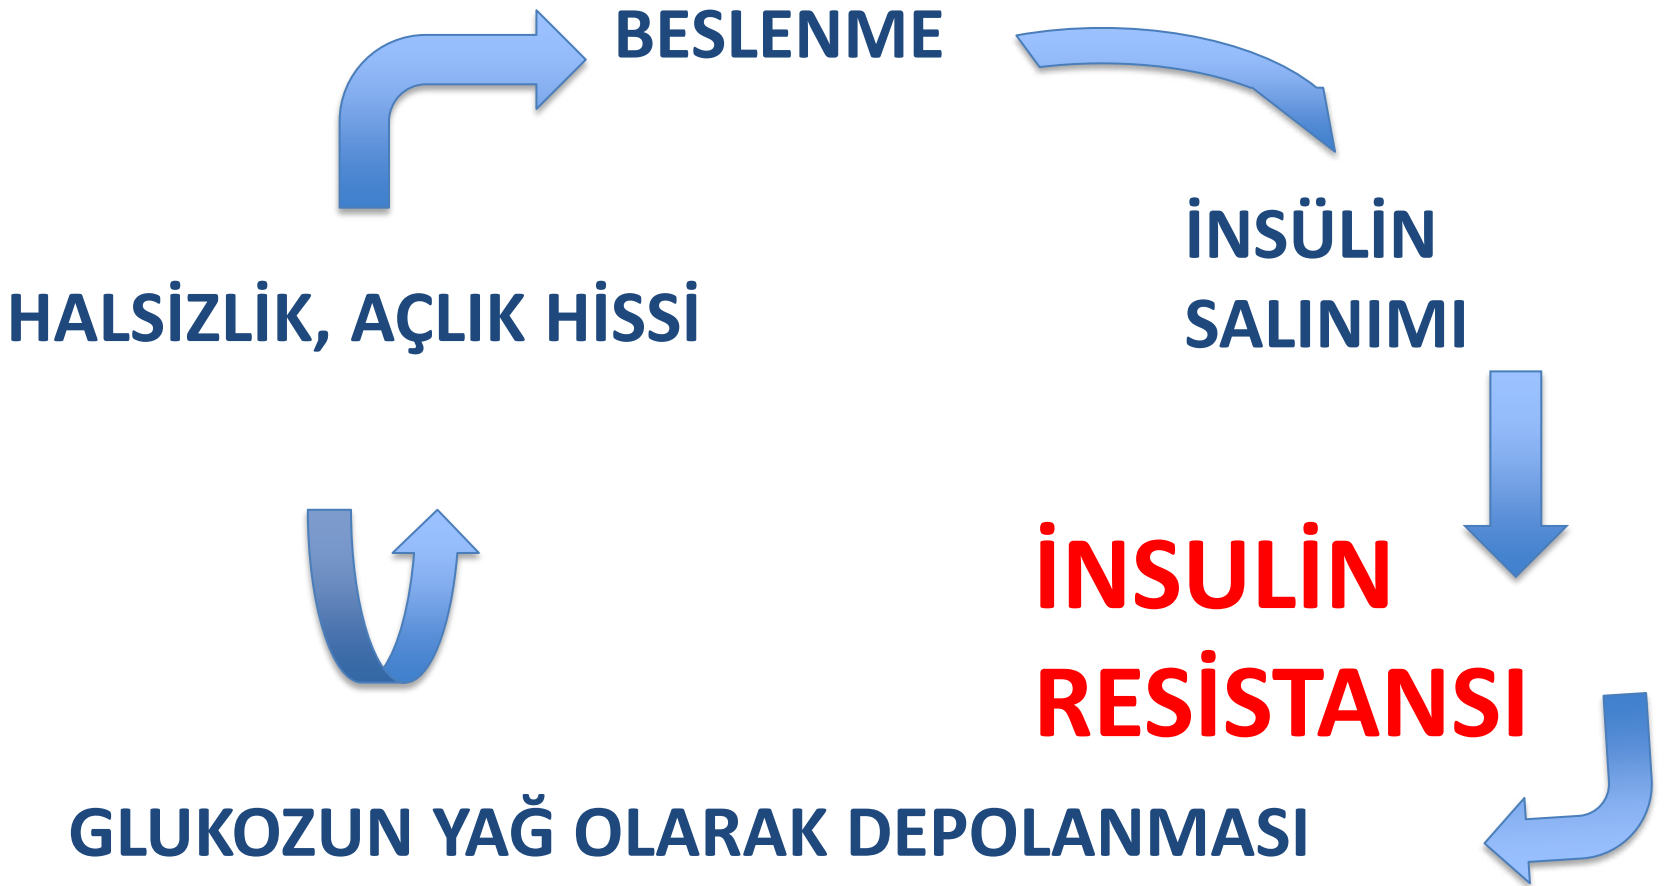 BESLENME
İNSÜLİN
SALINIMI
HALSİZLİK, AÇLIK HİSSİ
İNSULİN
RESİSTANSI
GLUKOZUN YAĞ OLARAK DEPOLANMASI